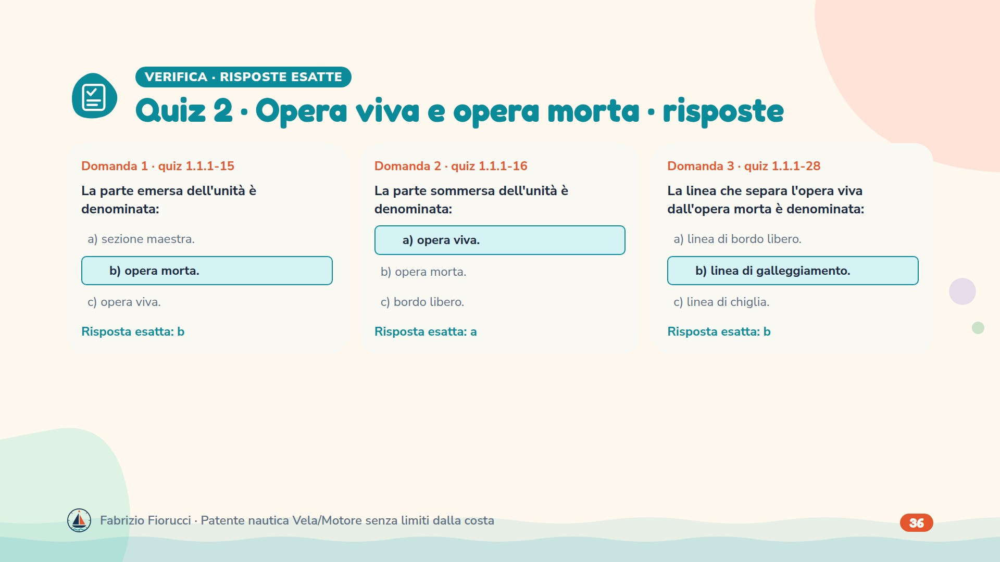 VERIFICA · RISPOSTE ESATTE
Quiz 2 · Opera viva e opera morta · risposte
Domanda 1 · quiz 1.1.1-15
La parte emersa dell'unità è
denominata:
a) sezione maestra.
b) opera morta.
c) opera viva.
Risposta esatta: b
Domanda 2 · quiz 1.1.1-16
La parte sommersa dell'unità è
denominata:
a) opera viva.
b) opera morta.
c) bordo libero.
Risposta esatta: a
Domanda 3 · quiz 1.1.1-28
La linea che separa l'opera viva
dall'opera morta è denominata:
a) linea di bordo libero.
b) linea di galleggiamento.
c) linea di chiglia.
Risposta esatta: b
Fabrizio Fiorucci · Patente nautica Vela/Motore senza limiti dalla costa
36